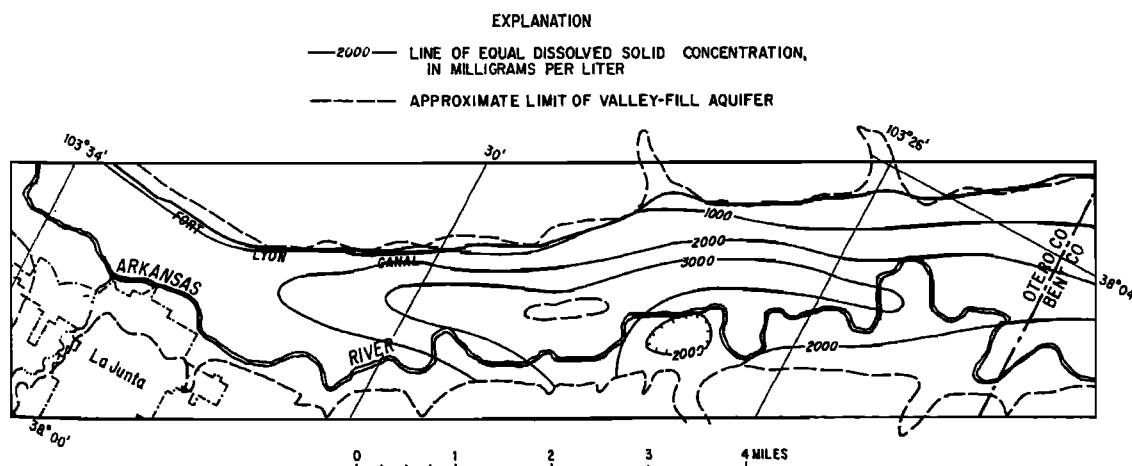 EXPLANATION
—2000— LINE OF EQUAL DISSOLVED SOLID CONCENTRATION,
IN MILLIGRAMS PER LITER
APPROXIMATE LIMIT OF VALLEY-FILL AQUIFER
103°34'
30'
103°26'
FORT
LYON
CANAL
1000
2000
3000
ARKANSAS
RIVER
La Junta
2000
2000
OTERO CO
BENT CO
38°04'
38°00'
0 1 2 3 4 MILES